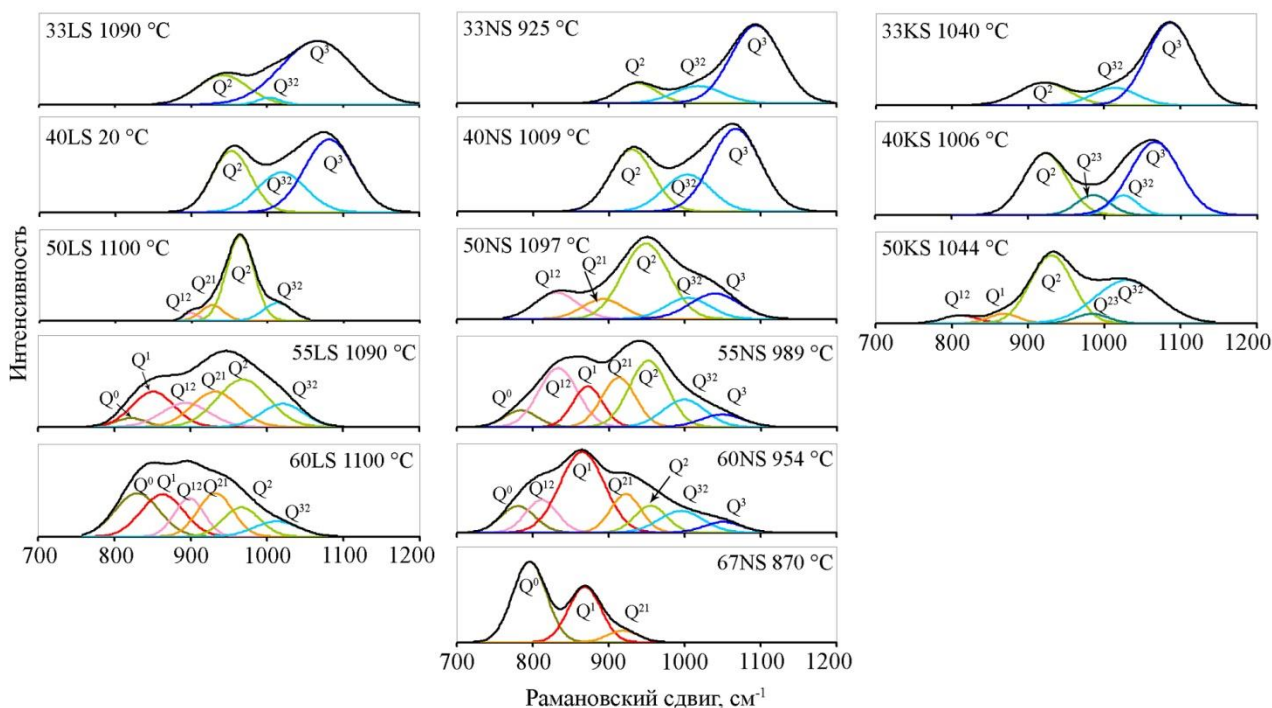 Интенсивность
33LS 1090 °C
Q² Q³² Q³
40LS 20 °C
Q² Q³² Q³
50LS 1100 °C
Q¹² Q²¹ Q² Q³²
55LS 1090 °C
Q⁰ Q¹ Q¹² Q²¹ Q² Q³²
60LS 1100 °C
Q⁰ Q¹ Q¹² Q²¹ Q² Q³²
700 800 900 1000 1100 1200
33NS 925 °C
Q² Q³² Q³
40NS 1009 °C
Q² Q³² Q³
50NS 1097 °C
Q¹² Q²¹ Q² Q³² Q³
55NS 989 °C
Q⁰ Q¹² Q¹ Q²¹ Q² Q³² Q³
60NS 954 °C
Q⁰ Q¹² Q¹ Q²¹ Q² Q³² Q³
67NS 870 °C
Q⁰ Q¹ Q²¹
700 800 900 1000 1100 1200
33KS 1040 °C
Q² Q³² Q³
40KS 1006 °C
Q² Q²³ Q³² Q³
50KS 1044 °C
Q¹² Q¹ Q² Q²³ Q³²
700 800 900 1000 1100 1200
Рамановский сдвиг, см⁻¹